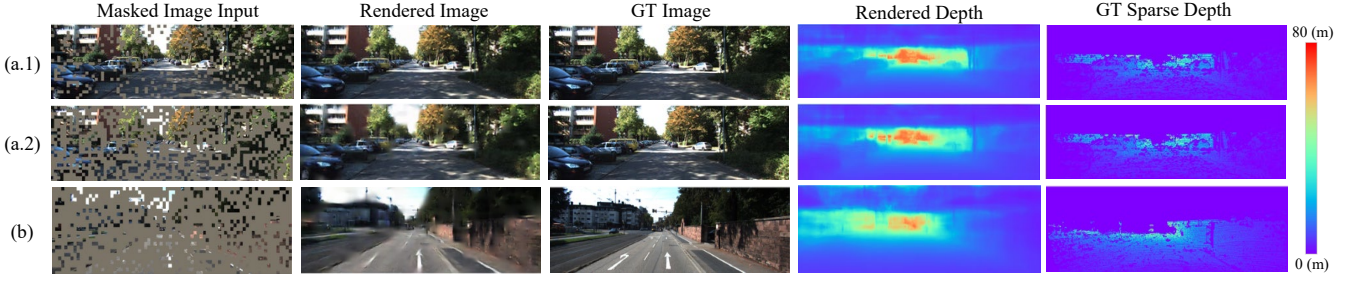 Masked Image Input Rendered Image GT Image Rendered Depth GT Sparse Depth
80 (m)
(a.1)
(a.2)
(b)
0 (m)